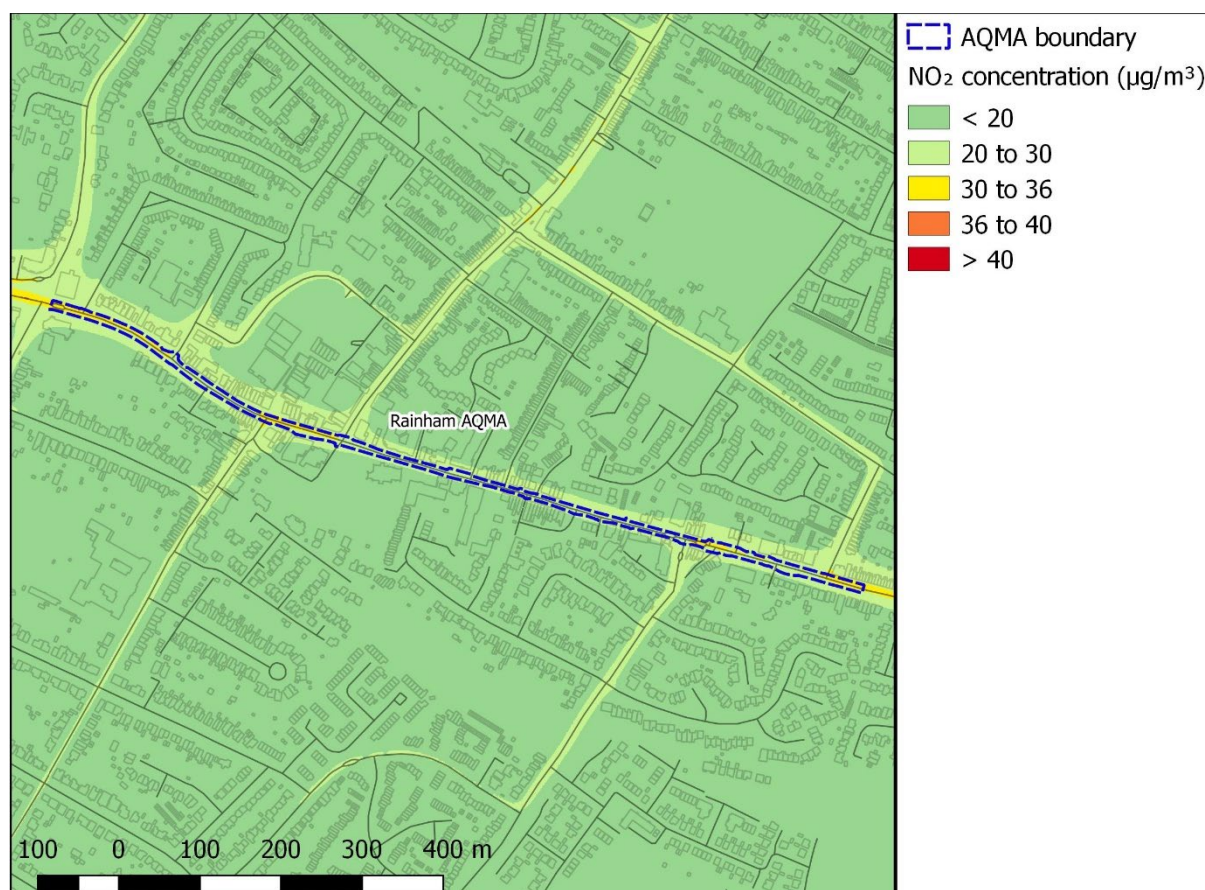 AQMA boundary
NO₂ concentration (µg/m³)
< 20
20 to 30
30 to 36
36 to 40
> 40
Rainham AQMA
100 0 100 200 300 400 m